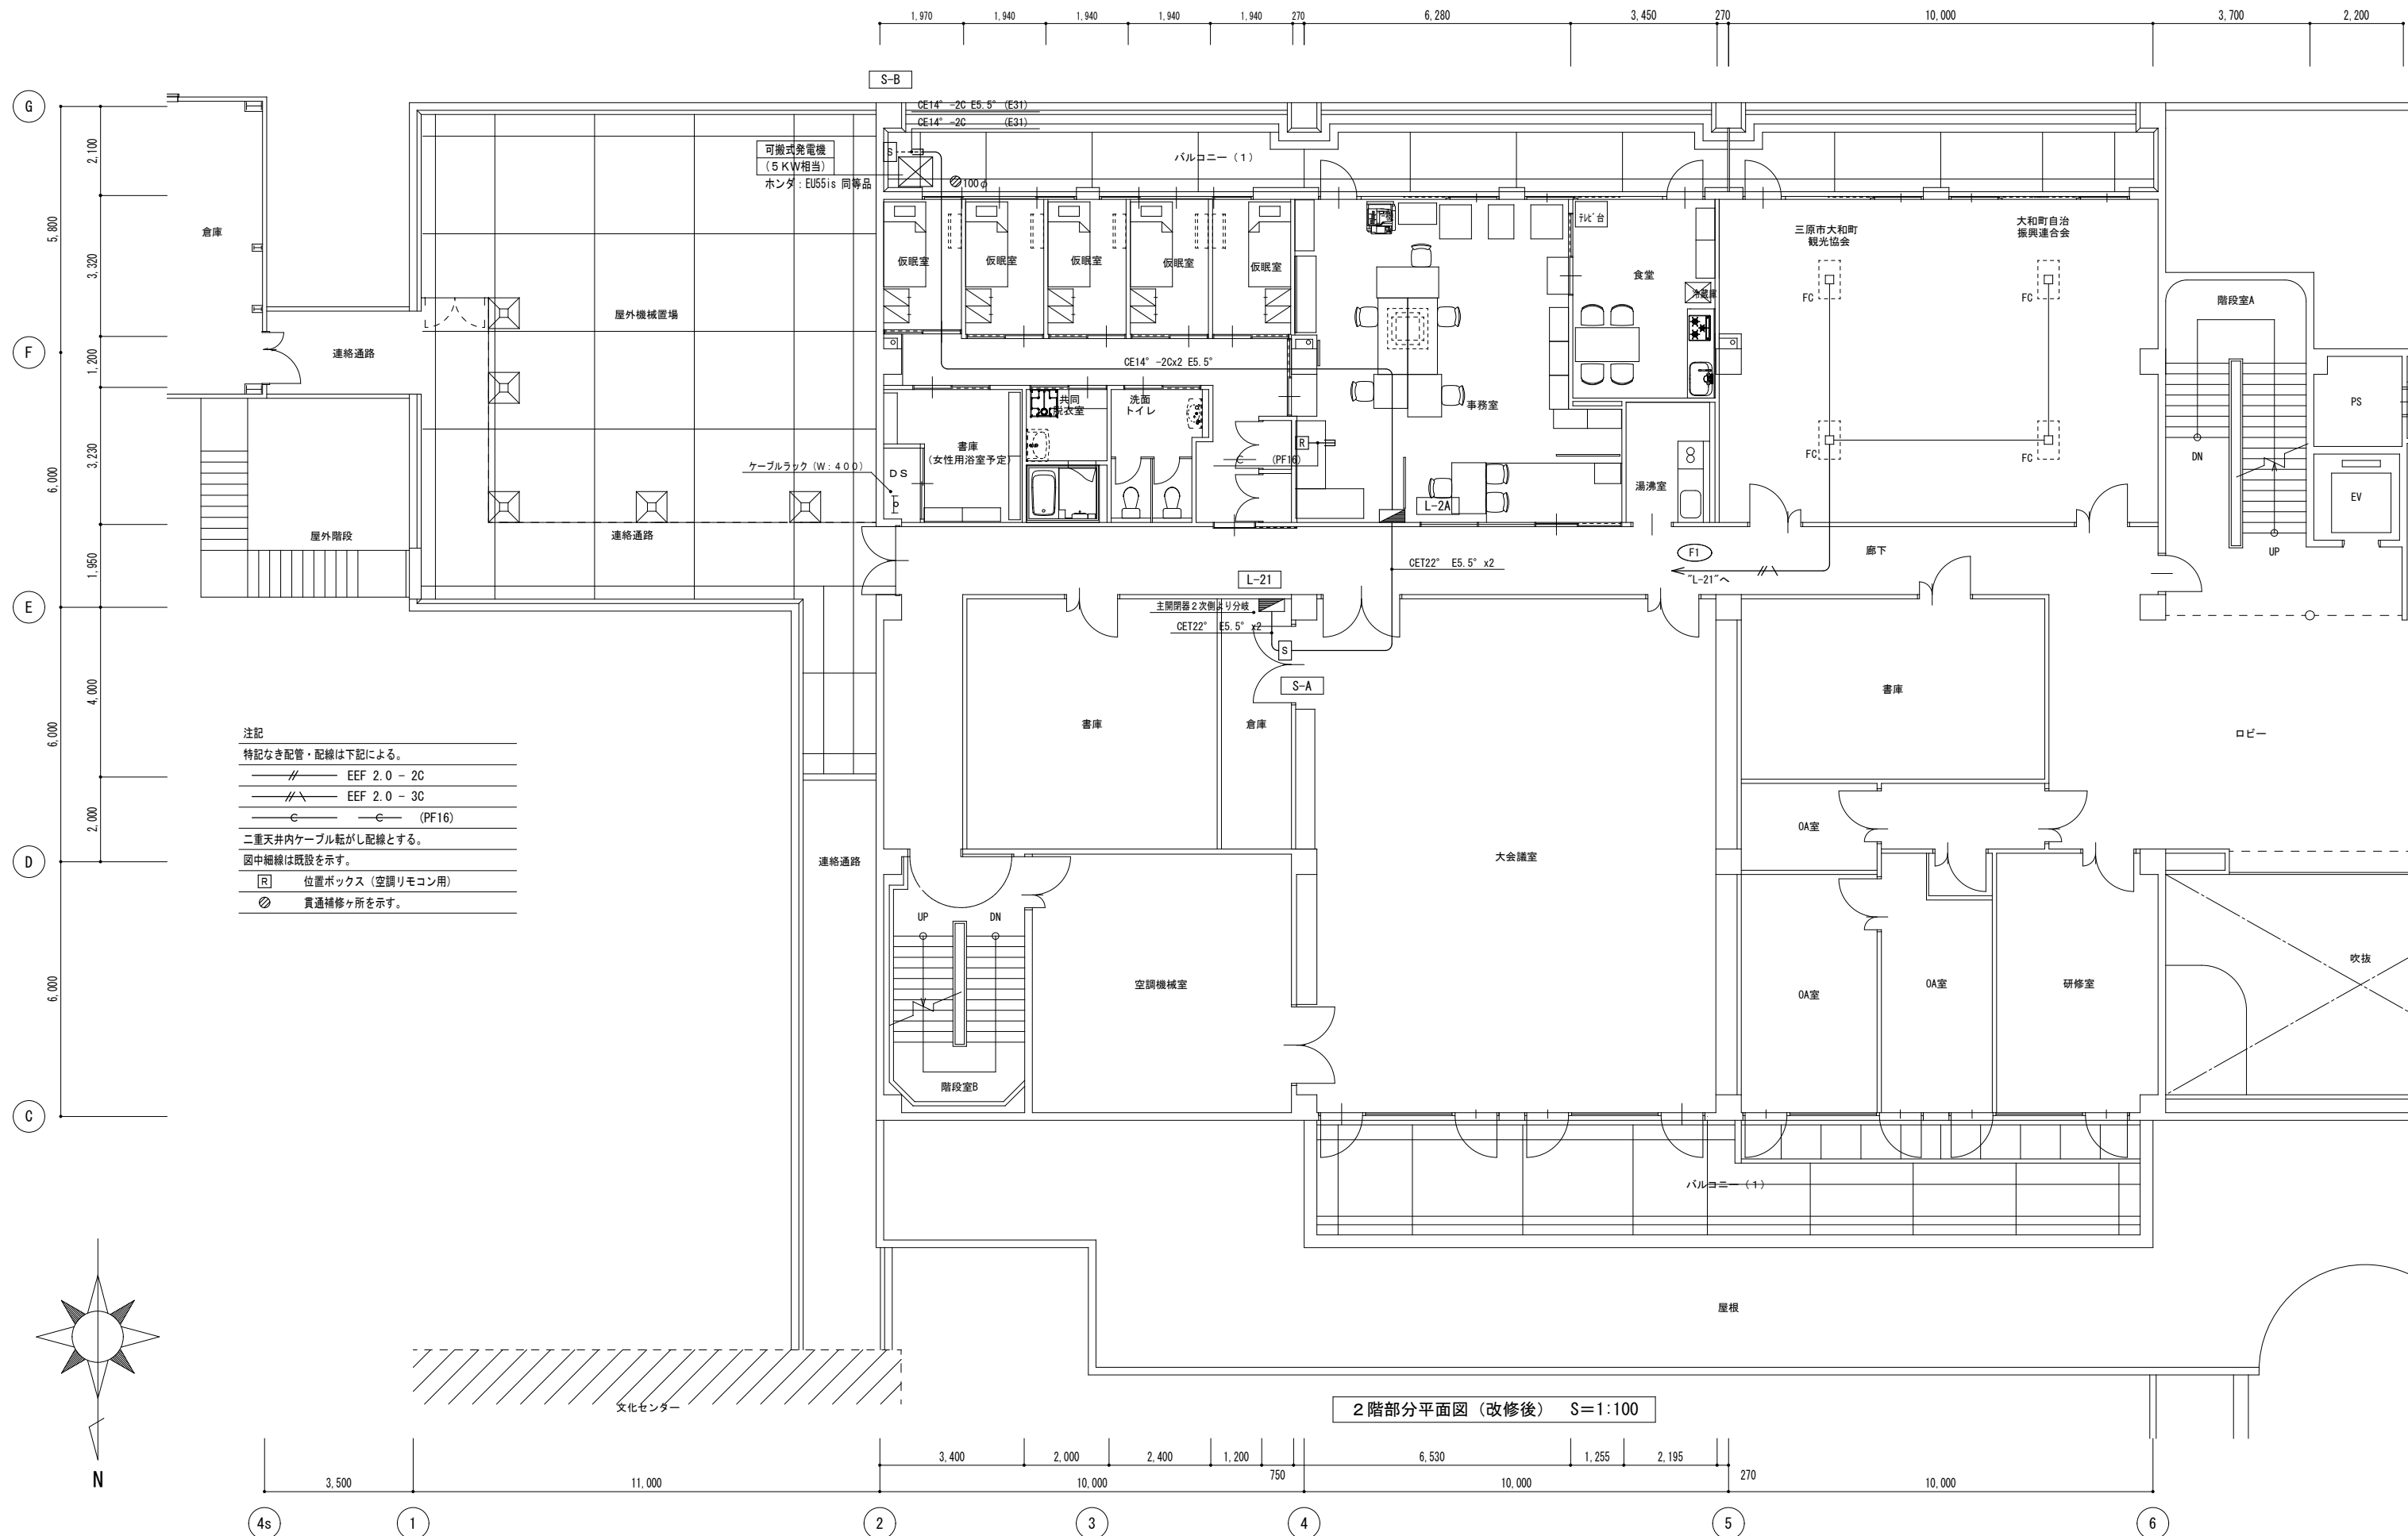 1,970
1,940
1,940
1,940
1,940
270
6,280
3,450
270
10,000
3,700
2,200
S-B
G
CE14° -2C E5.5° (E31)
CE14° -2C (E31)
可搬式発電機
(5KW相当)
ホンダ:EU55is 同等品
S
100φ
バルコニー(1)
2,100
5,800
3,320
倉庫
屋外機械置場
仮眠室
仮眠室
仮眠室
仮眠室
仮眠室
テレビ台
食堂
冷蔵庫
三原市大和町
観光協会
大和町自治
振興連合会
FC
FC
階段室A
F
連絡通路
1,200
CE14° -2Cx2 E5.5°
共同
脱衣室
洗面
トイレ
事務室
PS
3,230
6,000
書庫
(女性用浴室予定)
ケーブルラック(W:400)
DS
R
C (PF16)
FC
FC
DN
湯沸室
L-2A
EV
屋外階段
連絡通路
1,950
F1
廊下
UP
CET22° E5.5° x2
"L-21"へ
L-21
E
主開閉器2次側より分岐
CET22° E5.5° x2
S
S-A
4,000
6,000
書庫
倉庫
書庫
ロビー
注記
特記なき配管・配線は下記による。
EEF 2.0 - 2C
EEF 2.0 - 3C
C C (PF16)
二重天井内ケーブル転がし配線とする。
図中細線は既設を示す。
R 位置ボックス(空調リモコン用)
貫通補修ヶ所を示す。
2,000
D
連絡通路
大会議室
OA室
UP
DN
空調機械室
OA室
OA室
研修室
吹抜
6,000
階段室B
C
バルコニー(1)
屋根
文化センター
2階部分平面図(改修後) S=1:100
N
3,400
2,000
2,400
1,200
750
6,530
1,255
2,195
270
3,500
11,000
10,000
10,000
10,000
4s
1
2
3
4
5
6